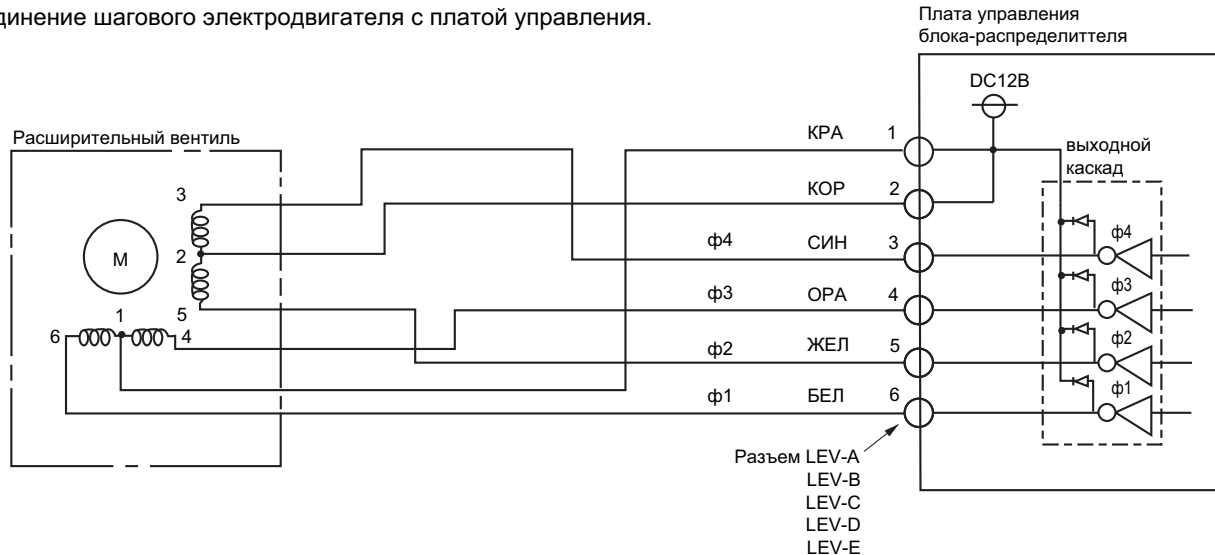 динение шагового электродвигателя с платой управления.
Плата управления
блока-распределиттеля
DC12В
Расширительный вентиль
выходной
каскад
КРА 1
КОР 2
ф4 СИН 3
ф3 ОРА 4
ф2 ЖЕЛ 5
ф1 БЕЛ 6
ф4
ф3
ф2
ф1
3
М
2
5
1
6
4
Разъем LEV-A
LEV-B
LEV-C
LEV-D
LEV-E